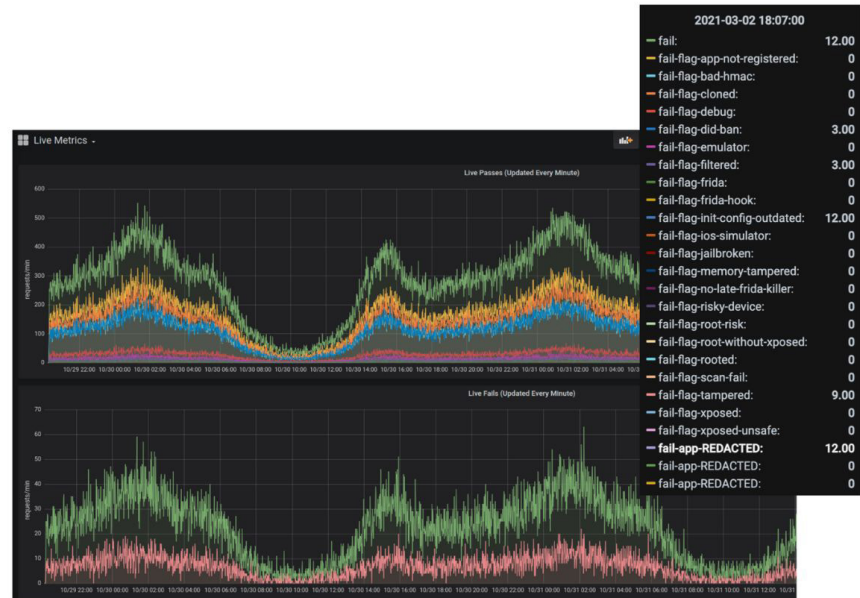 2021-03-02 18:07:00
fail: 12.00
fail-flag-app-not-registered: 0
fail-flag-bad-hmac: 0
fail-flag-cloned: 0
fail-flag-debug: 0
fail-flag-did-ban: 3.00
fail-flag-emulator: 0
fail-flag-filtered: 3.00
fail-flag-frida: 0
fail-flag-frida-hook: 0
fail-flag-init-config-outdated: 12.00
fail-flag-ios-simulator: 0
fail-flag-jailbroken: 0
fail-flag-memory-tampered: 0
fail-flag-no-late-frida-killer: 0
fail-flag-risky-device: 0
fail-flag-root-risk: 0
fail-flag-root-without-xposed: 0
fail-flag-rooted: 0
fail-flag-scan-fail: 0
fail-flag-tampered: 9.00
fail-flag-xposed: 0
fail-flag-xposed-unsafe: 0
fail-app-REDACTED: 12.00
fail-app-REDACTED: 0
fail-app-REDACTED: 0
Live Metrics
Live Passes (Updated Every Minute)
requests/min
600
500
400
300
200
100
0
10/29 22:00 10/30 00:00 10/30 02:00 10/30 04:00 10/30 06:00 10/30 08:00 10/30 10:00 10/30 12:00 10/30 14:00 10/30 16:00 10/30 18:00 10/30 20:00 10/30 22:00 10/31 00:00 10/31 02:00 10/31 04:00
Live Fails (Updated Every Minute)
requests/min
70
60
50
40
30
20
10
0
10/29 22:00 10/30 00:00 10/30 02:00 10/30 04:00 10/30 06:00 10/30 08:00 10/30 10:00 10/30 12:00 10/30 14:00 10/30 16:00 10/30 18:00 10/30 20:00 10/30 22:00 10/31 00:00 10/31 02:00 10/31 04:00 10/31 06:00 10/31 08:00 10/31 10:00 10/31 12:00 10/31